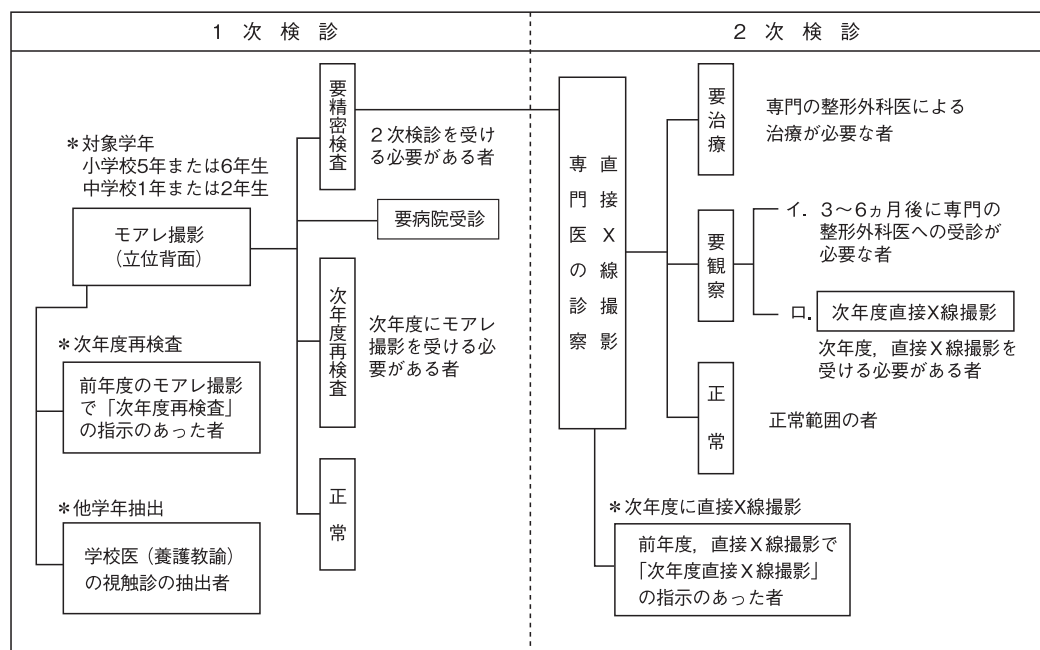 1次検診
2次検診
＊対象学年
小学校5年または6年生
中学校1年または2年生
モアレ撮影
（立位背面）
＊次年度再検査
前年度のモアレ撮影
で「次年度再検査」
の指示のあった者
＊他学年抽出
学校医（養護教諭）
の視触診の抽出者
要精密検査
2次検診を受け
る必要がある者
要病院受診
次年度再検査
次年度にモアレ
撮影を受ける必
要がある者
正常
直接X線撮影
専門医の診察
要治療
専門の整形外科医による
治療が必要な者
要観察
イ．3～6ヵ月後に専門の
整形外科医への受診が
必要な者
ロ．次年度直接X線撮影
次年度，直接X線撮影を
受ける必要がある者
正常
正常範囲の者
＊次年度に直接X線撮影
前年度，直接X線撮影で
「次年度直接X線撮影」
の指示のあった者